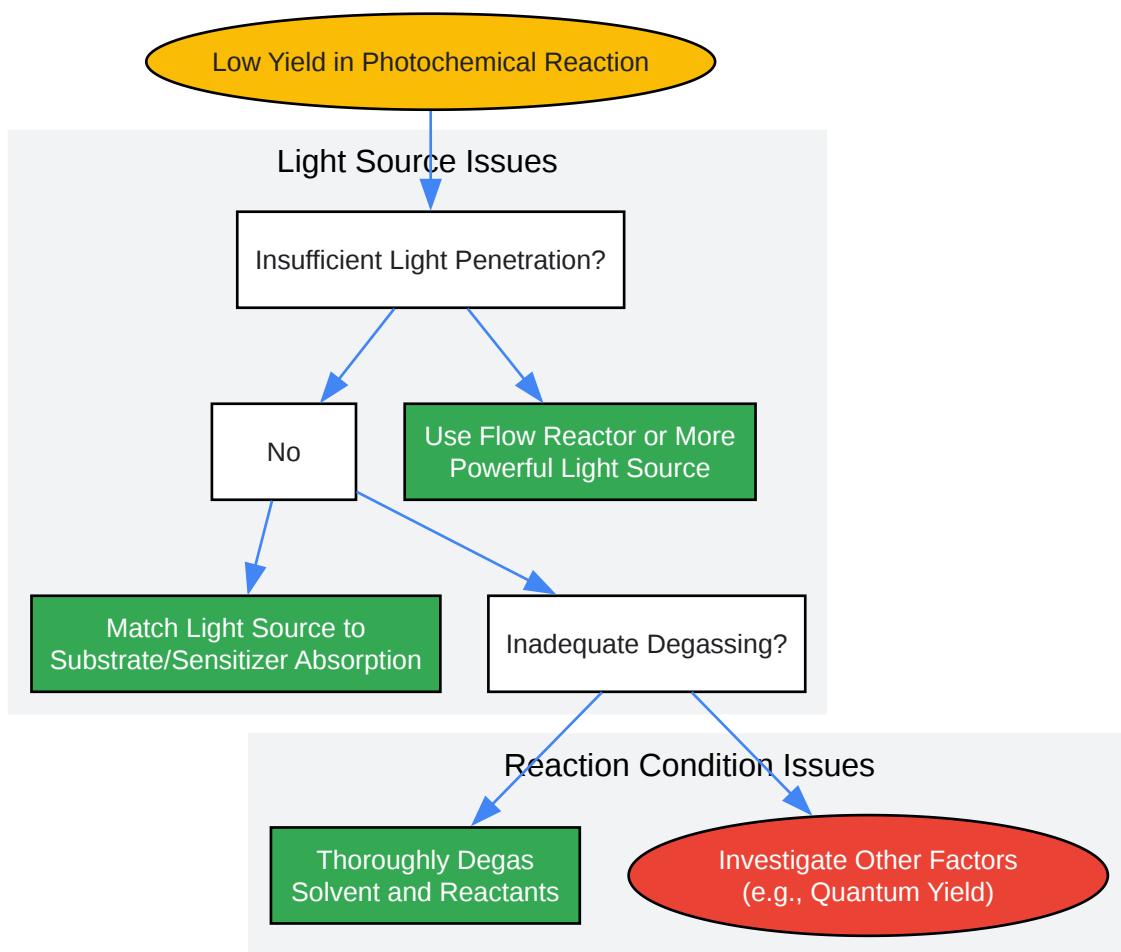 Low Yield in Photochemical Reaction
Light Source Issues
Insufficient Light Penetration?
No
Use Flow Reactor or More
Powerful Light Source
Match Light Source to
Substrate/Sensitizer Absorption
Inadequate Degassing?
Reaction Condition Issues
Thoroughly Degas
Solvent and Reactants
Investigate Other Factors
(e.g., Quantum Yield)